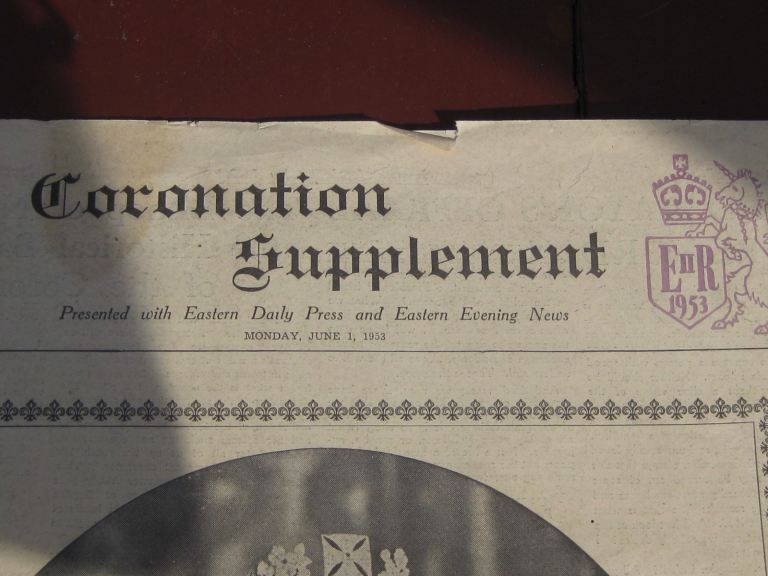 Coronation
Supplement
Presented with Eastern Daily Press and Eastern Evening News
MONDAY, JUNE 1, 1953
EIIR
1953